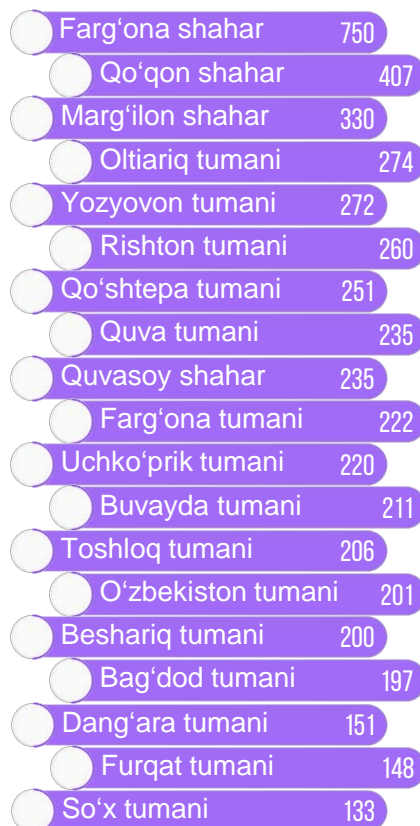 Farg‘ona shahar 750
Qo‘qon shahar 407
Marg‘ilon shahar 330
Oltiariq tumani 274
Yozyovon tumani 272
Rishton tumani 260
Qo‘shtepa tumani 251
Quva tumani 235
Quvasoy shahar 235
Farg‘ona tumani 222
Uchko‘prik tumani 220
Buvayda tumani 211
Toshloq tumani 206
O‘zbekiston tumani 201
Beshariq tumani 200
Bag‘dod tumani 197
Dang‘ara tumani 151
Furqat tumani 148
So‘x tumani 133